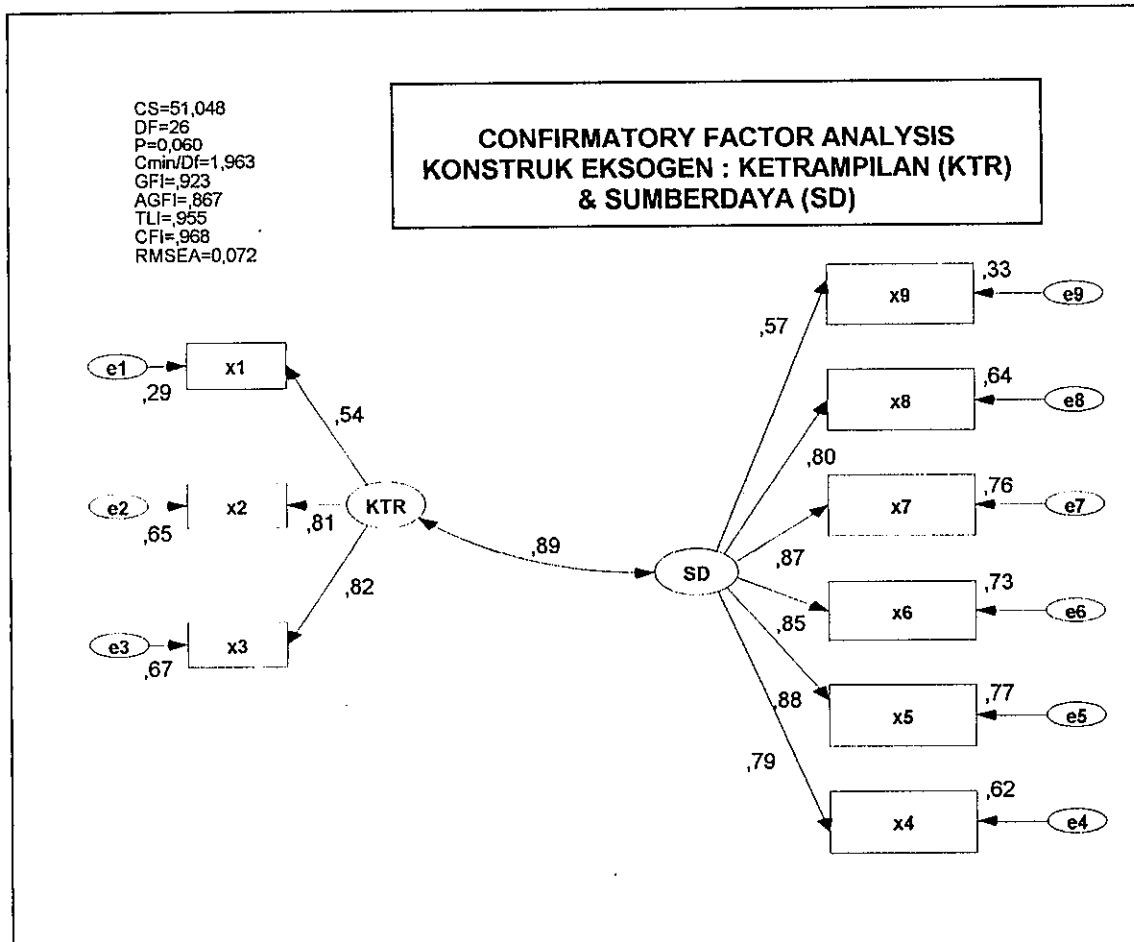 CS=51,048
DF=26
P=0,060
Cmin/Df=1,963
GFI=,923
AGFI=,867
TLI=,955
CFI=,968
RMSEA=0,072
CONFIRMATORY FACTOR ANALYSIS
KONSTRUK EKSOGEN : KETRAMPILAN (KTR)
& SUMBERDAYA (SD)
e1
,29
x1
,54
e2
,65
x2
,81
KTR
e3
,67
x3
,82
,89
SD
,57
x9
,33
e9
,80
x8
,64
e8
,87
x7
,76
e7
,85
x6
,73
e6
,88
x5
,77
e5
,79
x4
,62
e4